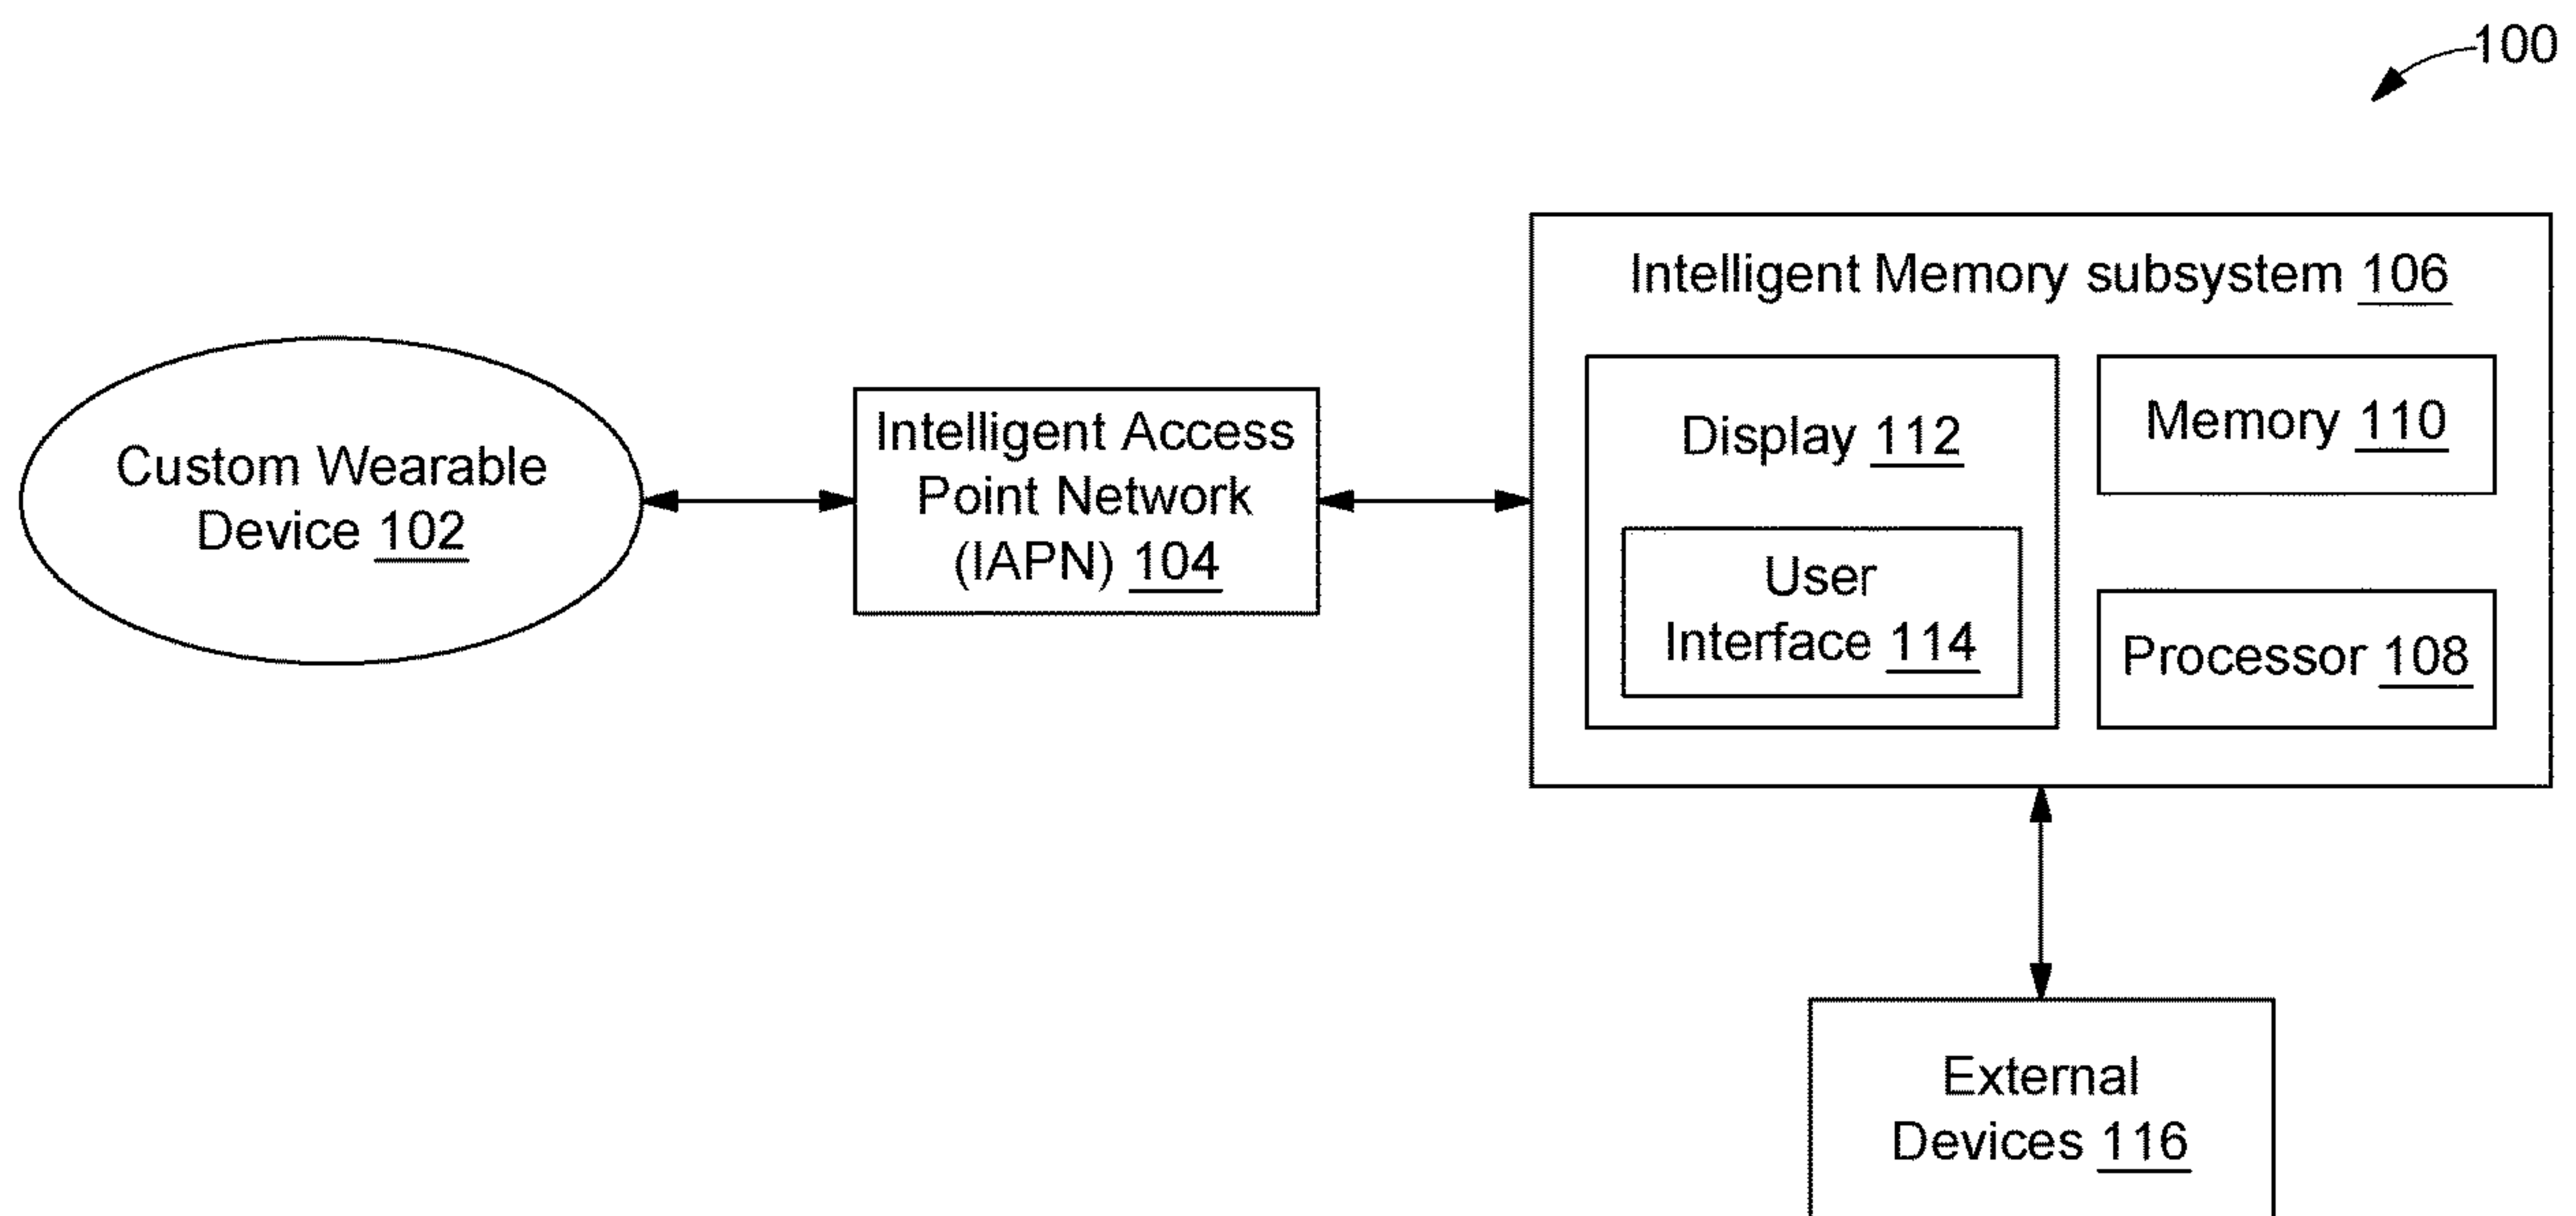 100
Custom Wearable
Device 102
Intelligent Access
Point Network
(IAPN) 104
Intelligent Memory subsystem 106
Display 112
User
Interface 114
Memory 110
Processor 108
External
Devices 116